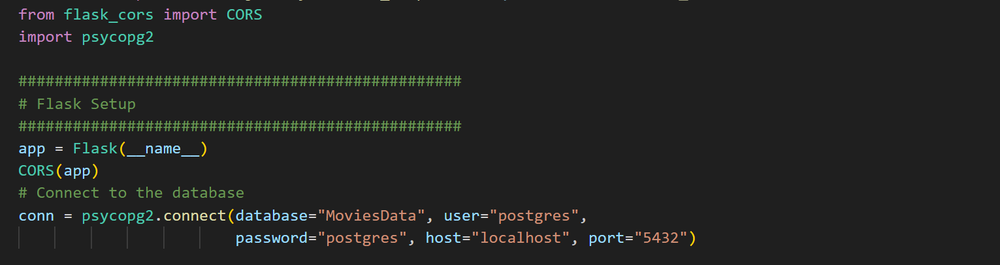 from flask_cors import CORS
import psycopg2
#################################################
# Flask Setup
#################################################
app = Flask(__name__)
CORS(app)
# Connect to the database
conn = psycopg2.connect(database="MoviesData", user="postgres",
                        password="postgres", host="localhost", port="5432")